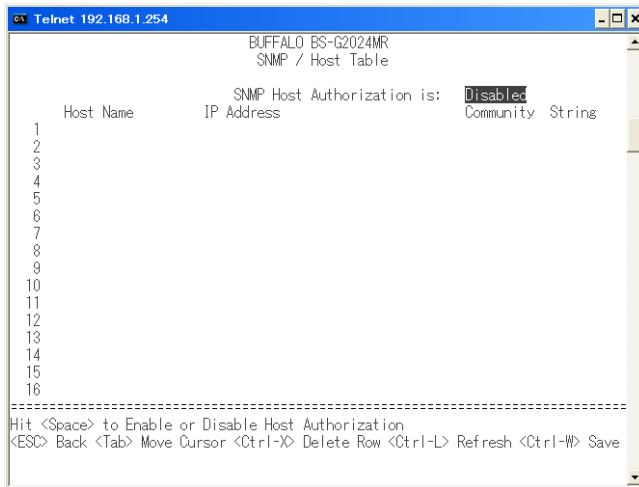 Telnet 192.168.1.254
BUFFALO BS-G2024MR
SNMP / Host Table
SNMP Host Authorization is: Disabled
Host Name IP Address Community String
1
2
3
4
5
6
7
8
9
10
11
12
13
14
15
16
================================================================================
Hit <Space> to Enable or Disable Host Authorization
<ESC> Back <Tab> Move Cursor <Ctrl-X> Delete Row <Ctrl-L> Refresh <Ctrl-W> Save